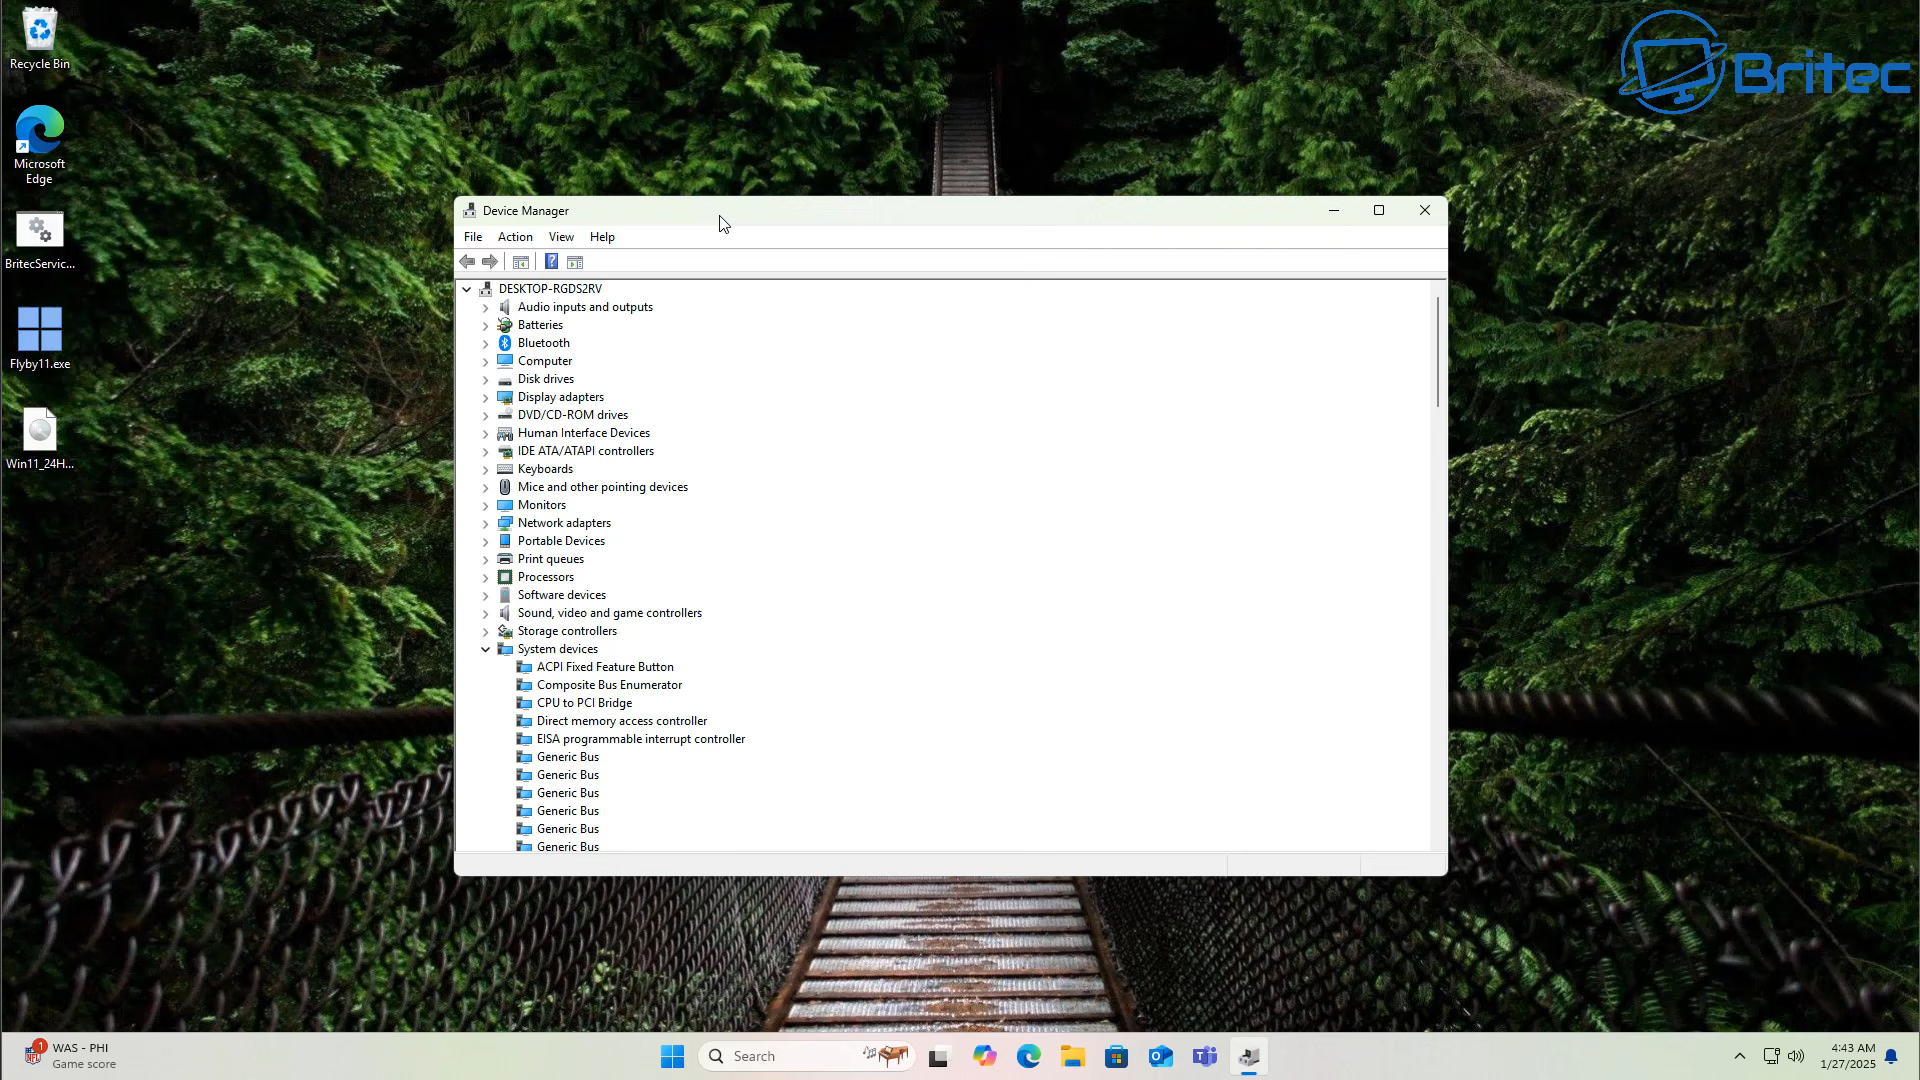 Recycle Bin
Microsoft
Edge
BritecServic...
Flyby11.exe
Win11_24H...
Britec
Device Manager
File Action View Help
DESKTOP-RGDS2RV
Audio inputs and outputs
Batteries
Bluetooth
Computer
Disk drives
Display adapters
DVD/CD-ROM drives
Human Interface Devices
IDE ATA/ATAPI controllers
Keyboards
Mice and other pointing devices
Monitors
Network adapters
Portable Devices
Print queues
Processors
Software devices
Sound, video and game controllers
Storage controllers
System devices
ACPI Fixed Feature Button
Composite Bus Enumerator
CPU to PCI Bridge
Direct memory access controller
EISA programmable interrupt controller
Generic Bus
Generic Bus
Generic Bus
Generic Bus
Generic Bus
Generic Bus
1
NFL
WAS - PHI
Game score
Search
4:43 AM
1/27/2025